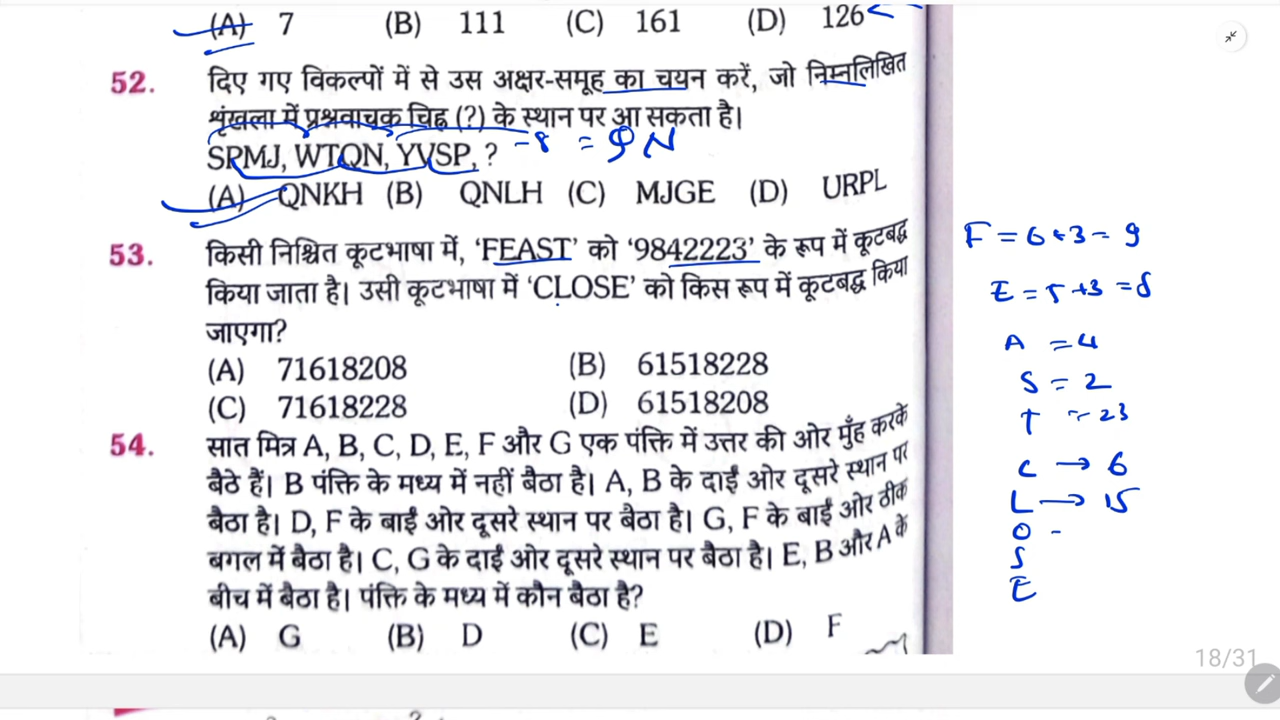 (A) 7 (B) 111 (C) 161 (D) 126
52. दिए गए विकल्पों में से उस अक्षर-समूह का चयन करें, जो निम्नलिखित
शृंखला में प्रश्नवाचक चिह्न (?) के स्थान पर आ सकता है।
SPMJ, WTQN, YVSP, ? -8 = Q N
(A) QNKH (B) QNLH (C) MJGE (D) URPL
53. किसी निश्चित कूटभाषा में, 'FEAST' को '9842223' के रूप में कूटबद्ध
किया जाता है। उसी कूटभाषा में 'CLOSE' को किस रूप में कूटबद्ध किया
जाएगा?
(A) 71618208 (B) 61518228
(C) 71618228 (D) 61518208
54. सात मित्र A, B, C, D, E, F और G एक पंक्ति में उत्तर की ओर मुँह करके
बैठे हैं। B पंक्ति के मध्य में नहीं बैठा है। A, B के दाईं ओर दूसरे स्थान पर
बैठा है। D, F के बाईं ओर दूसरे स्थान पर बैठा है। G, F के बाईं ओर ठीक
बगल में बैठा है। C, G के दाईं ओर दूसरे स्थान पर बैठा है। E, B और A के
बीच में बैठा है। पंक्ति के मध्य में कौन बैठा है?
(A) G (B) D (C) E (D) F
F = 6+3 = 9
E = 5+3 = 8
A = 4
S = 2
T = 23
C → 6
L → 15
O -
S
E
18/31